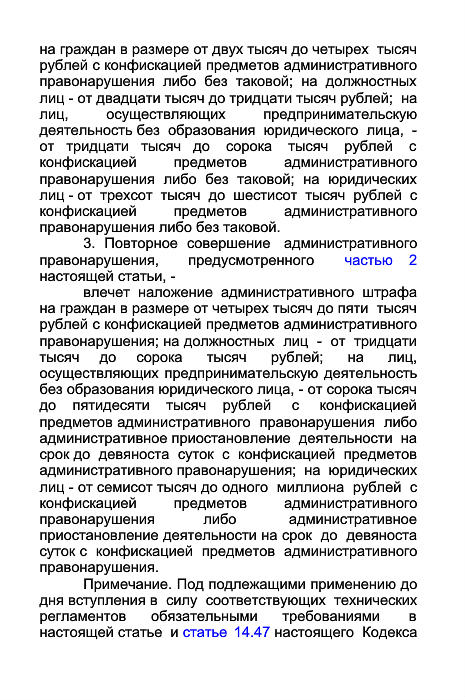 на граждан в размере от двух тысяч до четырех тысяч
рублей с конфискацией предметов административного
правонарушения либо без таковой; на должностных
лиц - от двадцати тысяч до тридцати тысяч рублей; на
лиц, осуществляющих предпринимательскую
деятельность без образования юридического лица, -
от тридцати тысяч до сорока тысяч рублей с
конфискацией предметов административного
правонарушения либо без таковой; на юридических
лиц - от трехсот тысяч до шестисот тысяч рублей с
конфискацией предметов административного
правонарушения либо без таковой.
3. Повторное совершение административного
правонарушения, предусмотренного частью 2
настоящей статьи, -
влечет наложение административного штрафа
на граждан в размере от четырех тысяч до пяти тысяч
рублей с конфискацией предметов административного
правонарушения; на должностных лиц - от тридцати
тысяч до сорока тысяч рублей; на лиц,
осуществляющих предпринимательскую деятельность
без образования юридического лица, - от сорока тысяч
до пятидесяти тысяч рублей с конфискацией
предметов административного правонарушения либо
административное приостановление деятельности на
срок до девяноста суток с конфискацией предметов
административного правонарушения; на юридических
лиц - от семисот тысяч до одного миллиона рублей с
конфискацией предметов административного
правонарушения либо административное
приостановление деятельности на срок до девяноста
суток с конфискацией предметов административного
правонарушения.
Примечание. Под подлежащими применению до
дня вступления в силу соответствующих технических
регламентов обязательными требованиями в
настоящей статье и статье 14.47 настоящего Кодекса